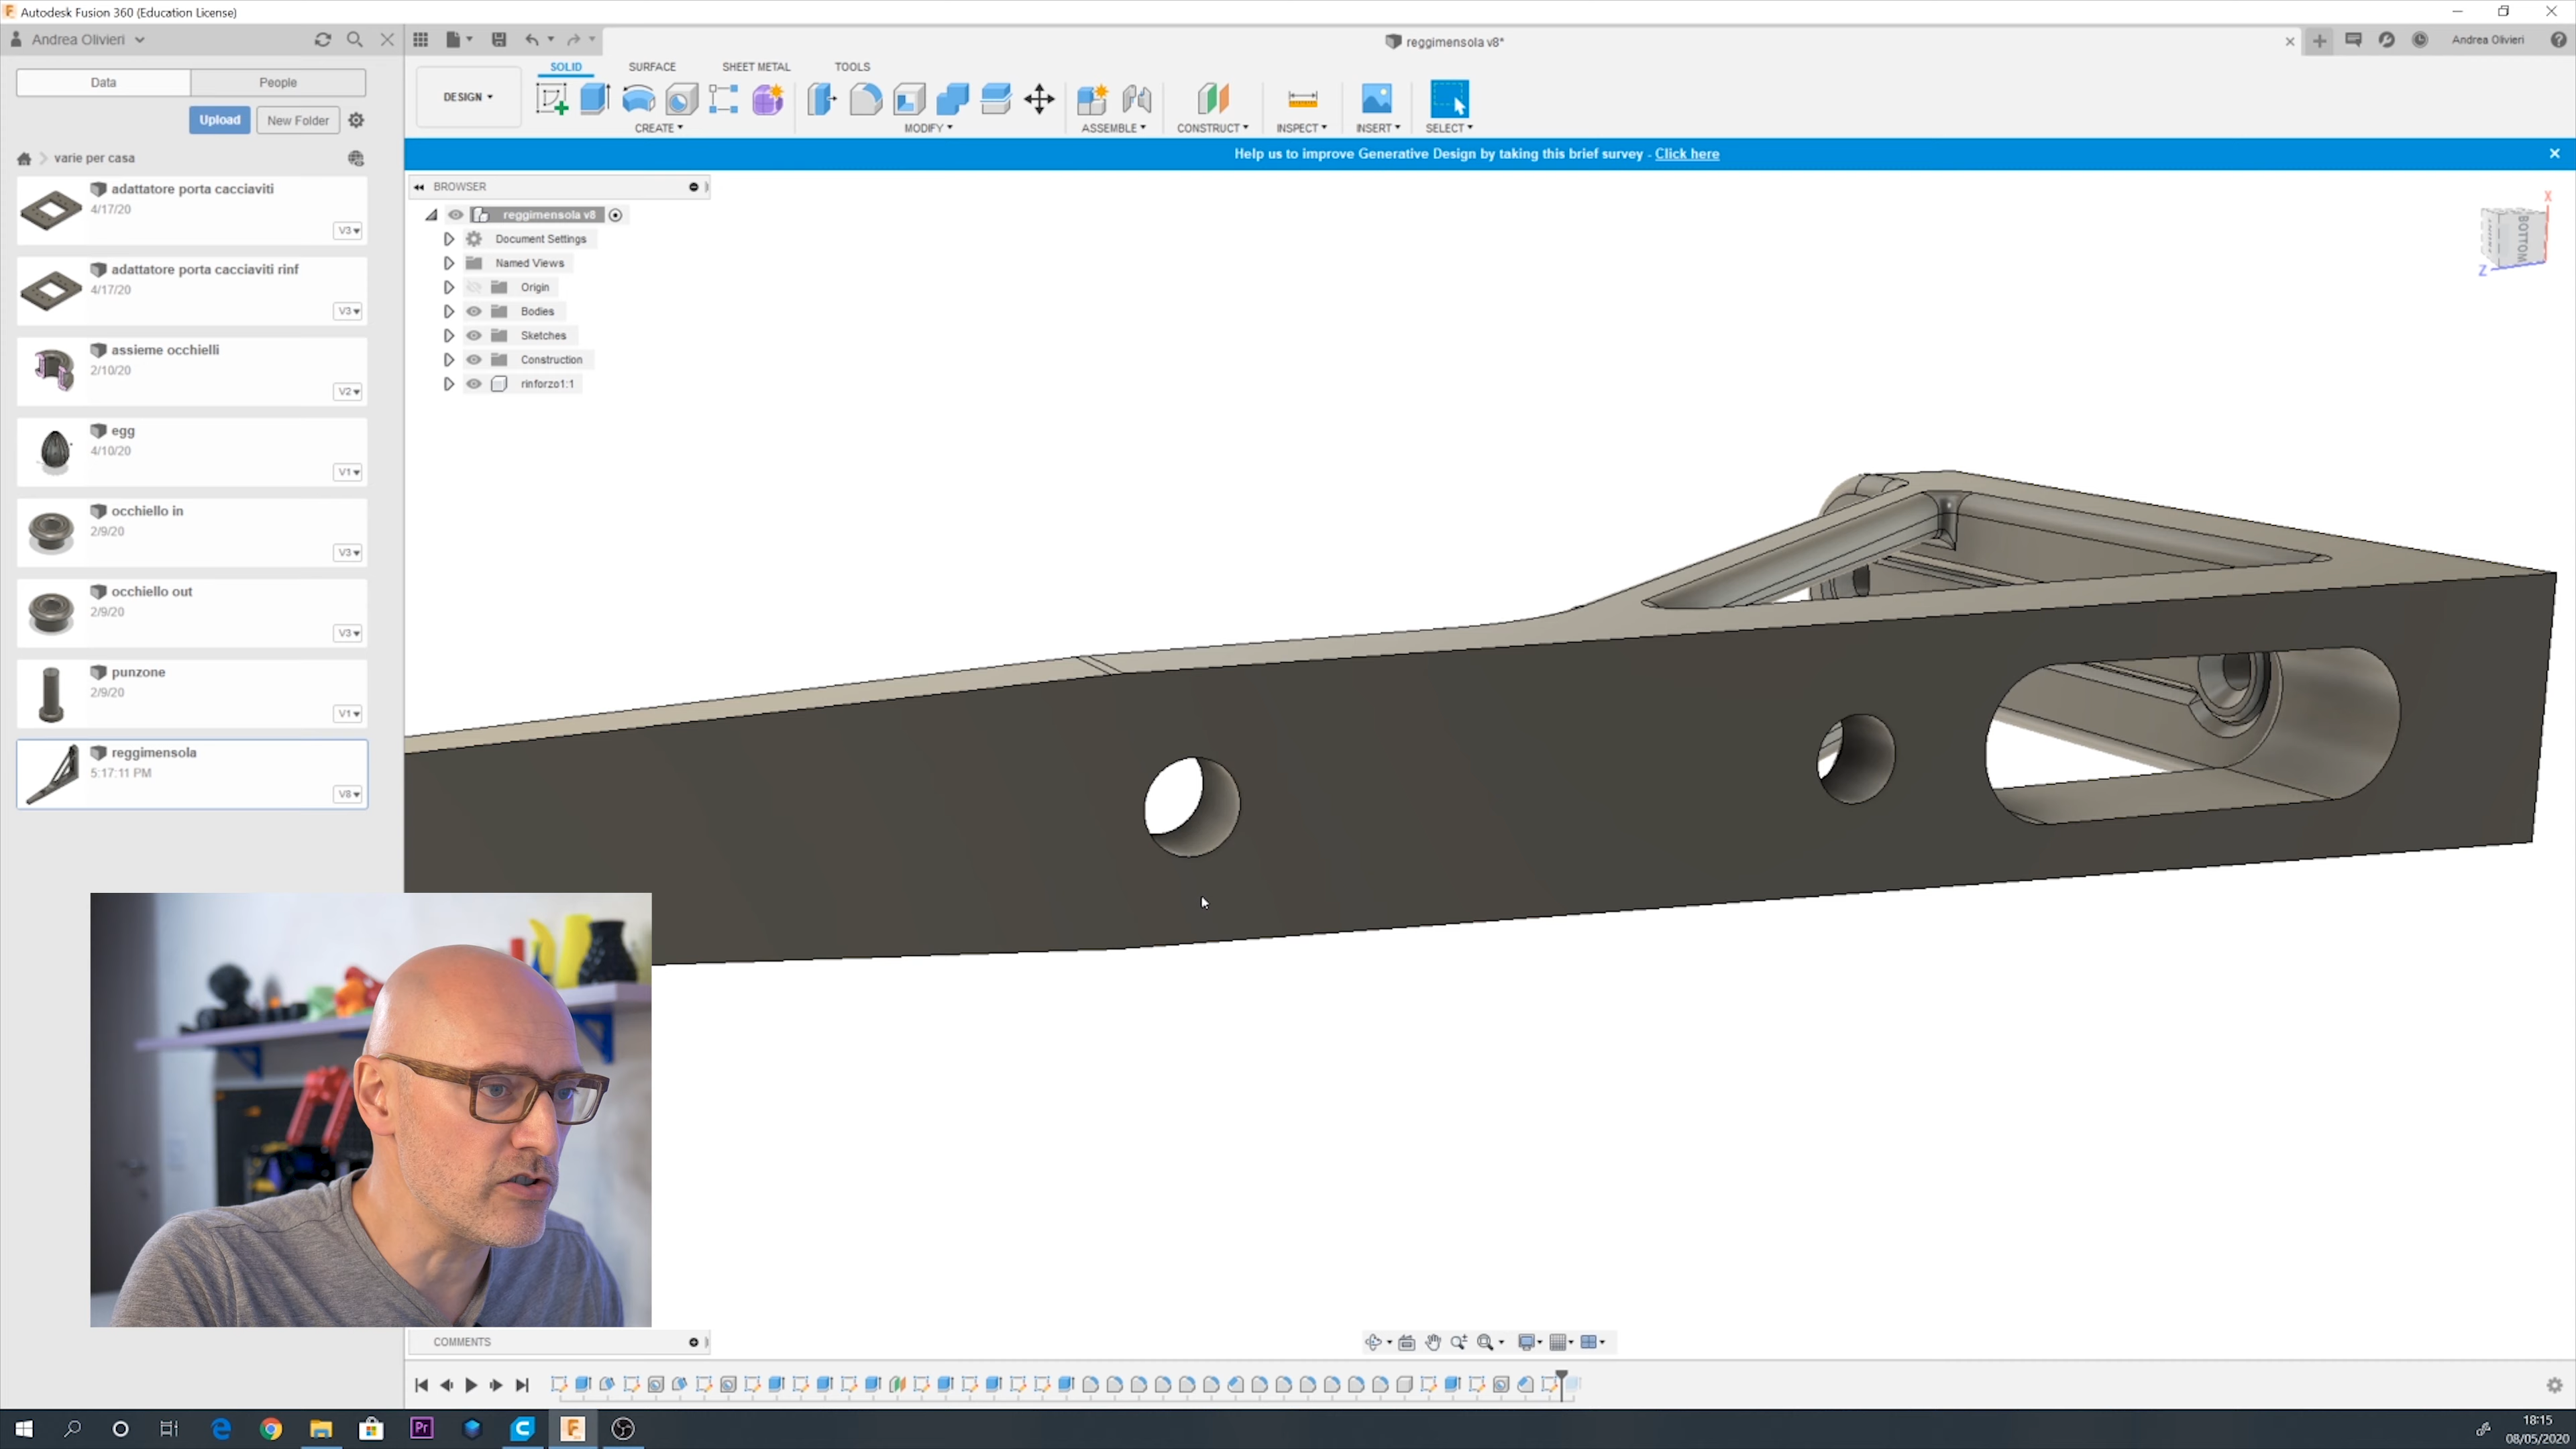 Autodesk Fusion 360 (Education License)
Andrea Olivieri
reggimensola v8*
Andrea Olivieri
Data
People
Upload
New Folder
varie per casa
adattatore porta cacciaviti
4/17/20
V3
adattatore porta cacciaviti rinf
4/17/20
V3
assieme occhielli
2/10/20
V2
egg
4/10/20
V1
occhiello in
2/9/20
V3
occhiello out
2/9/20
V3
punzone
2/9/20
V1
reggimensola
5:17:11 PM
V8
DESIGN
SOLID
SURFACE
SHEET METAL
TOOLS
CREATE
MODIFY
ASSEMBLE
CONSTRUCT
INSPECT
INSERT
SELECT
Help us to improve Generative Design by taking this brief survey - Click here
BROWSER
reggimensola v8
Document Settings
Named Views
Origin
Bodies
Sketches
Construction
rinforzo1:1
X
BOTTOM
Z
COMMENTS
Pr
18:15
08/05/2020